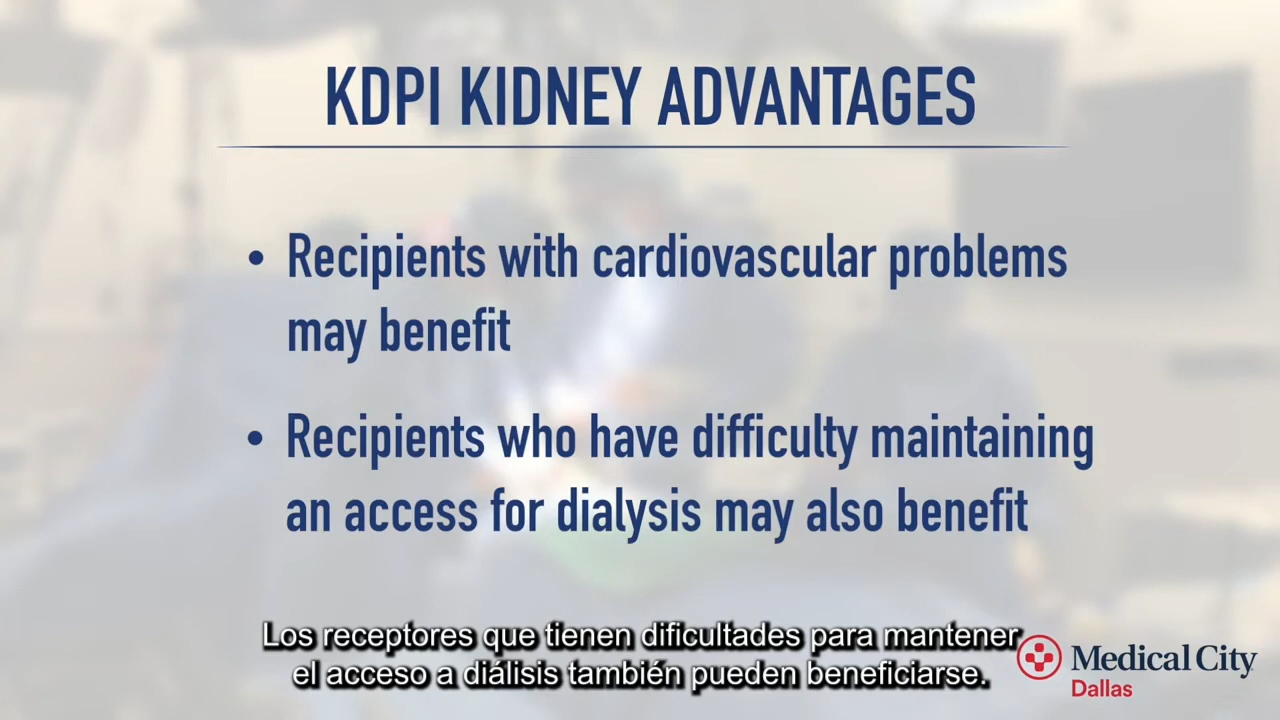 KDPI KIDNEY ADVANTAGES
• Recipients with cardiovascular problems
may benefit
• Recipients who have difficulty maintaining
an access for dialysis may also benefit
Los receptores que tienen dificultades para mantener
el acceso a diálisis también pueden beneficiarse.
Medical City
Dallas